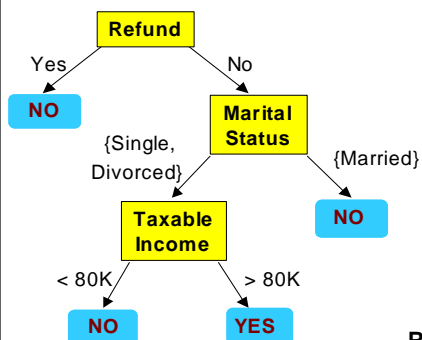 Refund
Yes
No
NO
Marital
Status
{Single,
Divorced}
{Married}
Taxable
Income
NO
< 80K
> 80K
NO
YES